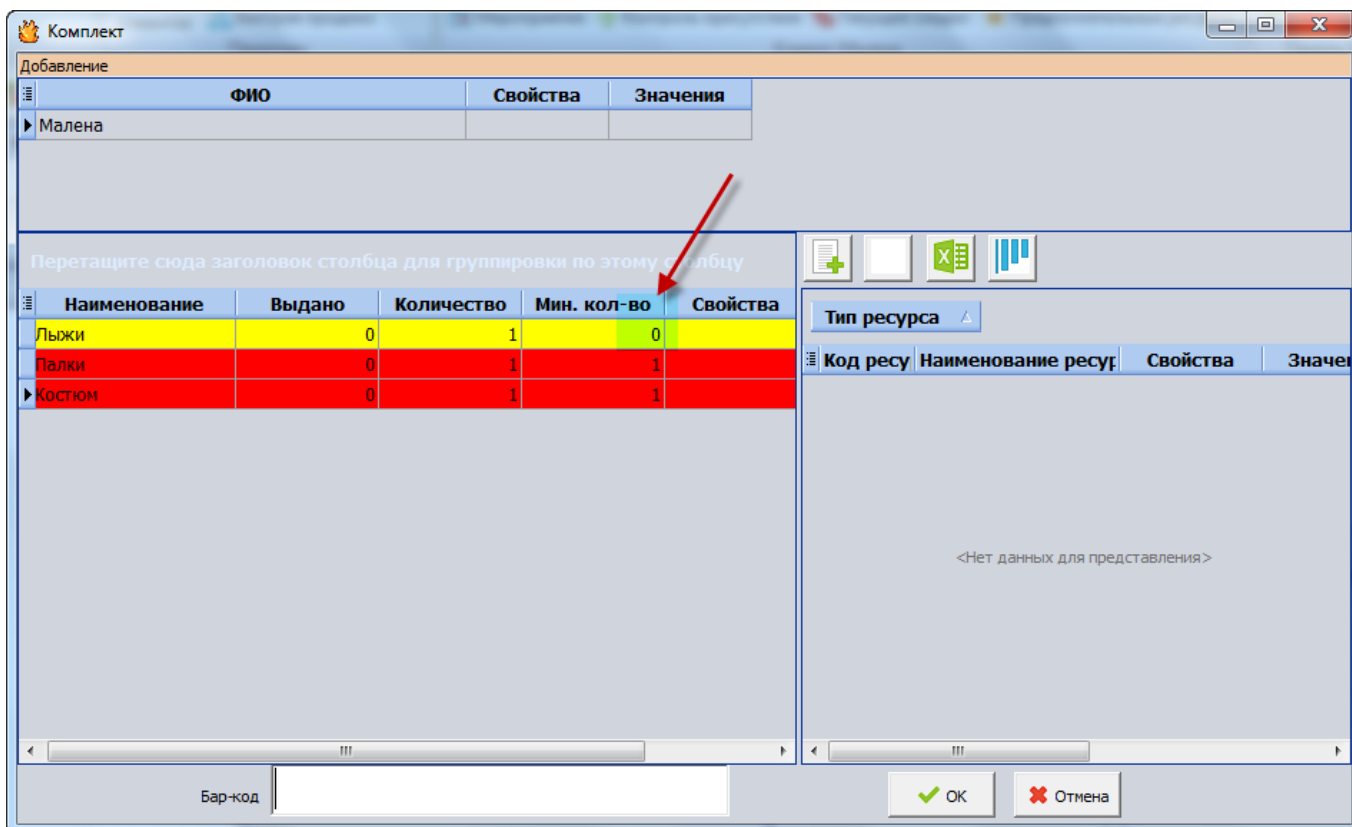 Комплект
Добавление
ФИО Свойства Значения
Малена
Перетащите сюда заголовок столбца для группировки по этому столбцу
Наименование Выдано Количество Мин. кол-во Свойства
Лыжи 0 1 0
Палки 0 1 1
Костюм 0 1 1
Тип ресурса
Код ресу Наименование ресур Свойства Значен
<Нет данных для представления>
Бар-код
OK Отмена